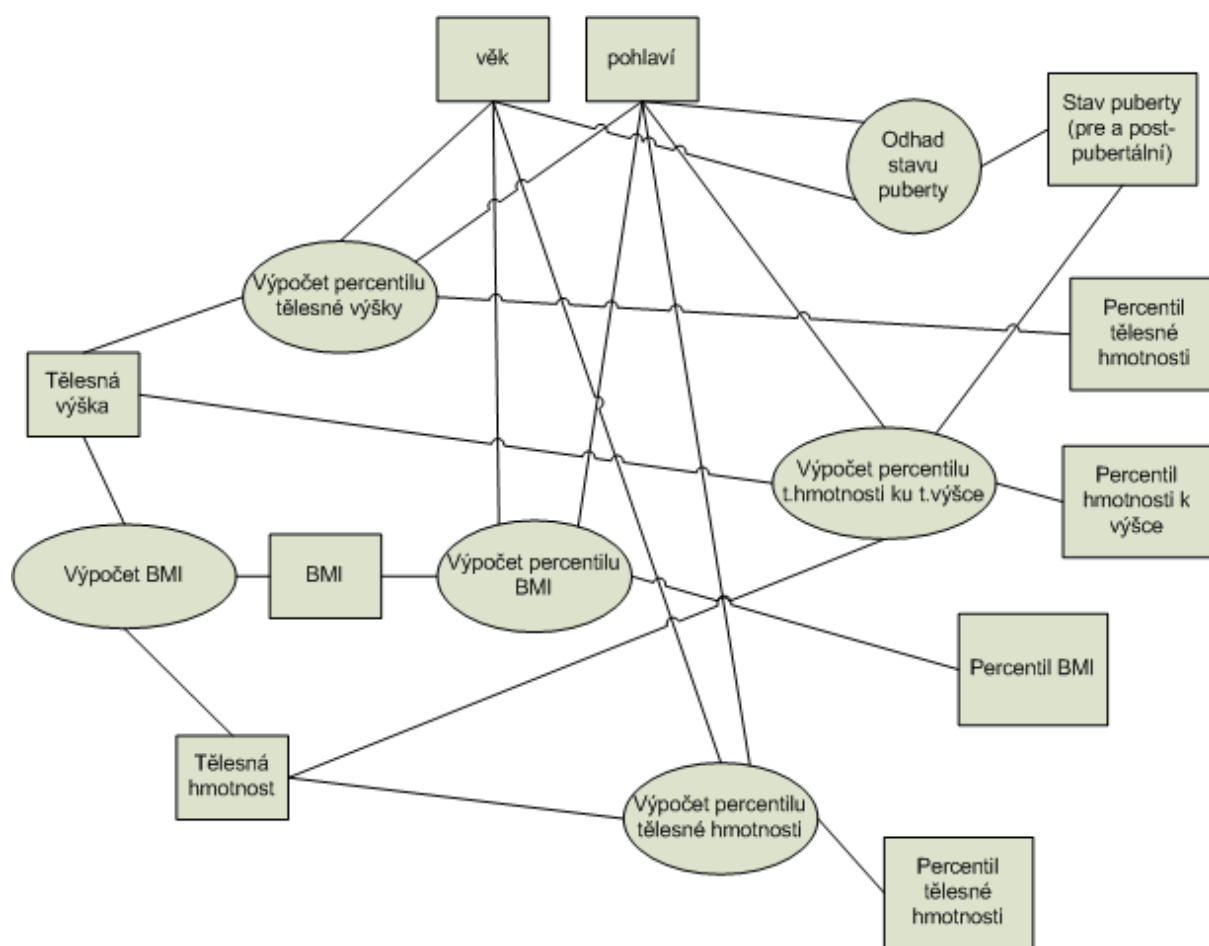 věk
pohlaví
Odhad
stavu
puberty
Stav puberty
(pre a post-
pubertální)
Výpočet percentilu
tělesné výšky
Percentil
tělesné
hmotnosti
Tělesná
výška
Výpočet percentilu
t.hmotnosti ku t.výšce
Percentil
hmotnosti k
výšce
Výpočet BMI
BMI
Výpočet percentilu
BMI
Percentil BMI
Tělesná
hmotnost
Výpočet percentilu
tělesné hmotnosti
Percentil
tělesné
hmotnosti